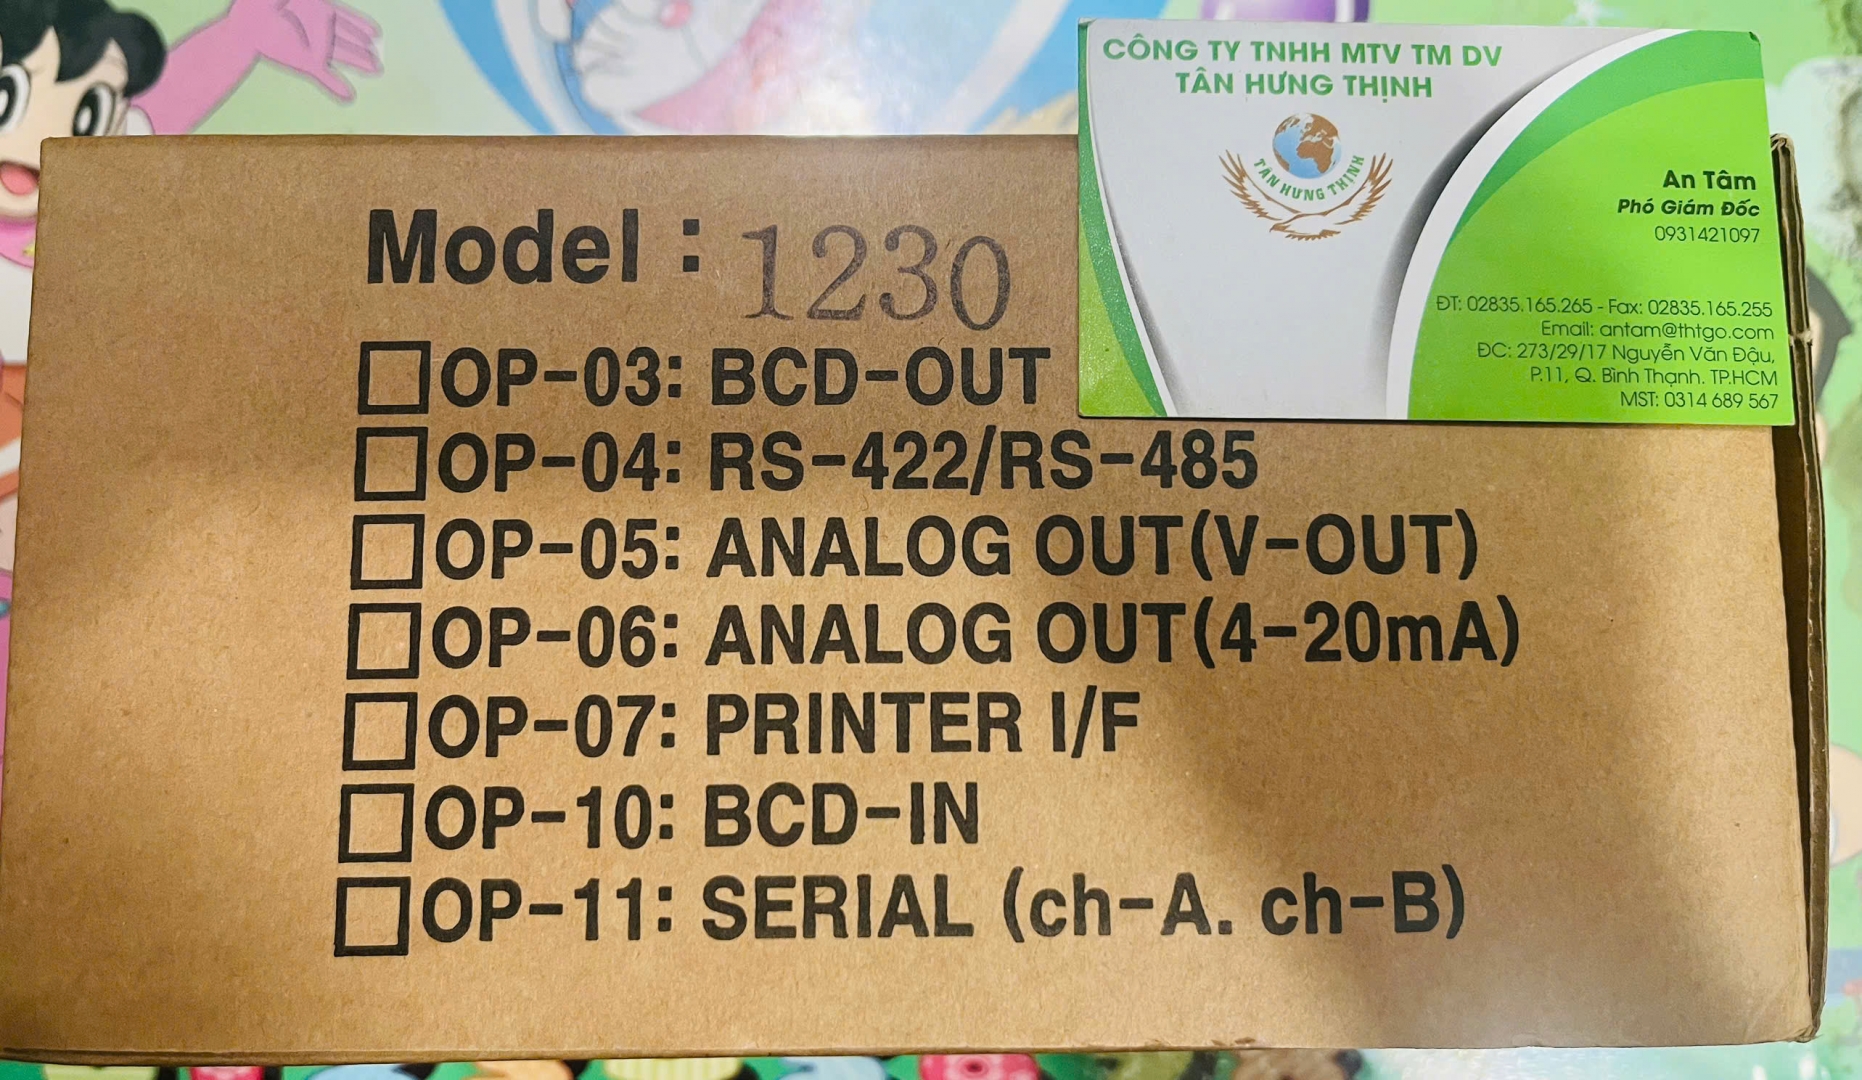 CÔNG TY TNHH MTV TM DV
TÂN HƯNG THỊNH
TÂN HƯNG THỊNH
An Tâm
Phó Giám Đốc
0931421097
ĐT: 02835.165.265 - Fax: 02835.165.255
Email: antam@thtgo.com
ĐC: 273/29/17 Nguyễn Văn Đậu,
P.11, Q. Bình Thạnh. TP.HCM
MST: 0314 689 567
Model : 1230
OP-03: BCD-OUT
OP-04: RS-422/RS-485
OP-05: ANALOG OUT(V-OUT)
OP-06: ANALOG OUT(4-20mA)
OP-07: PRINTER I/F
OP-10: BCD-IN
OP-11: SERIAL (ch-A. ch-B)